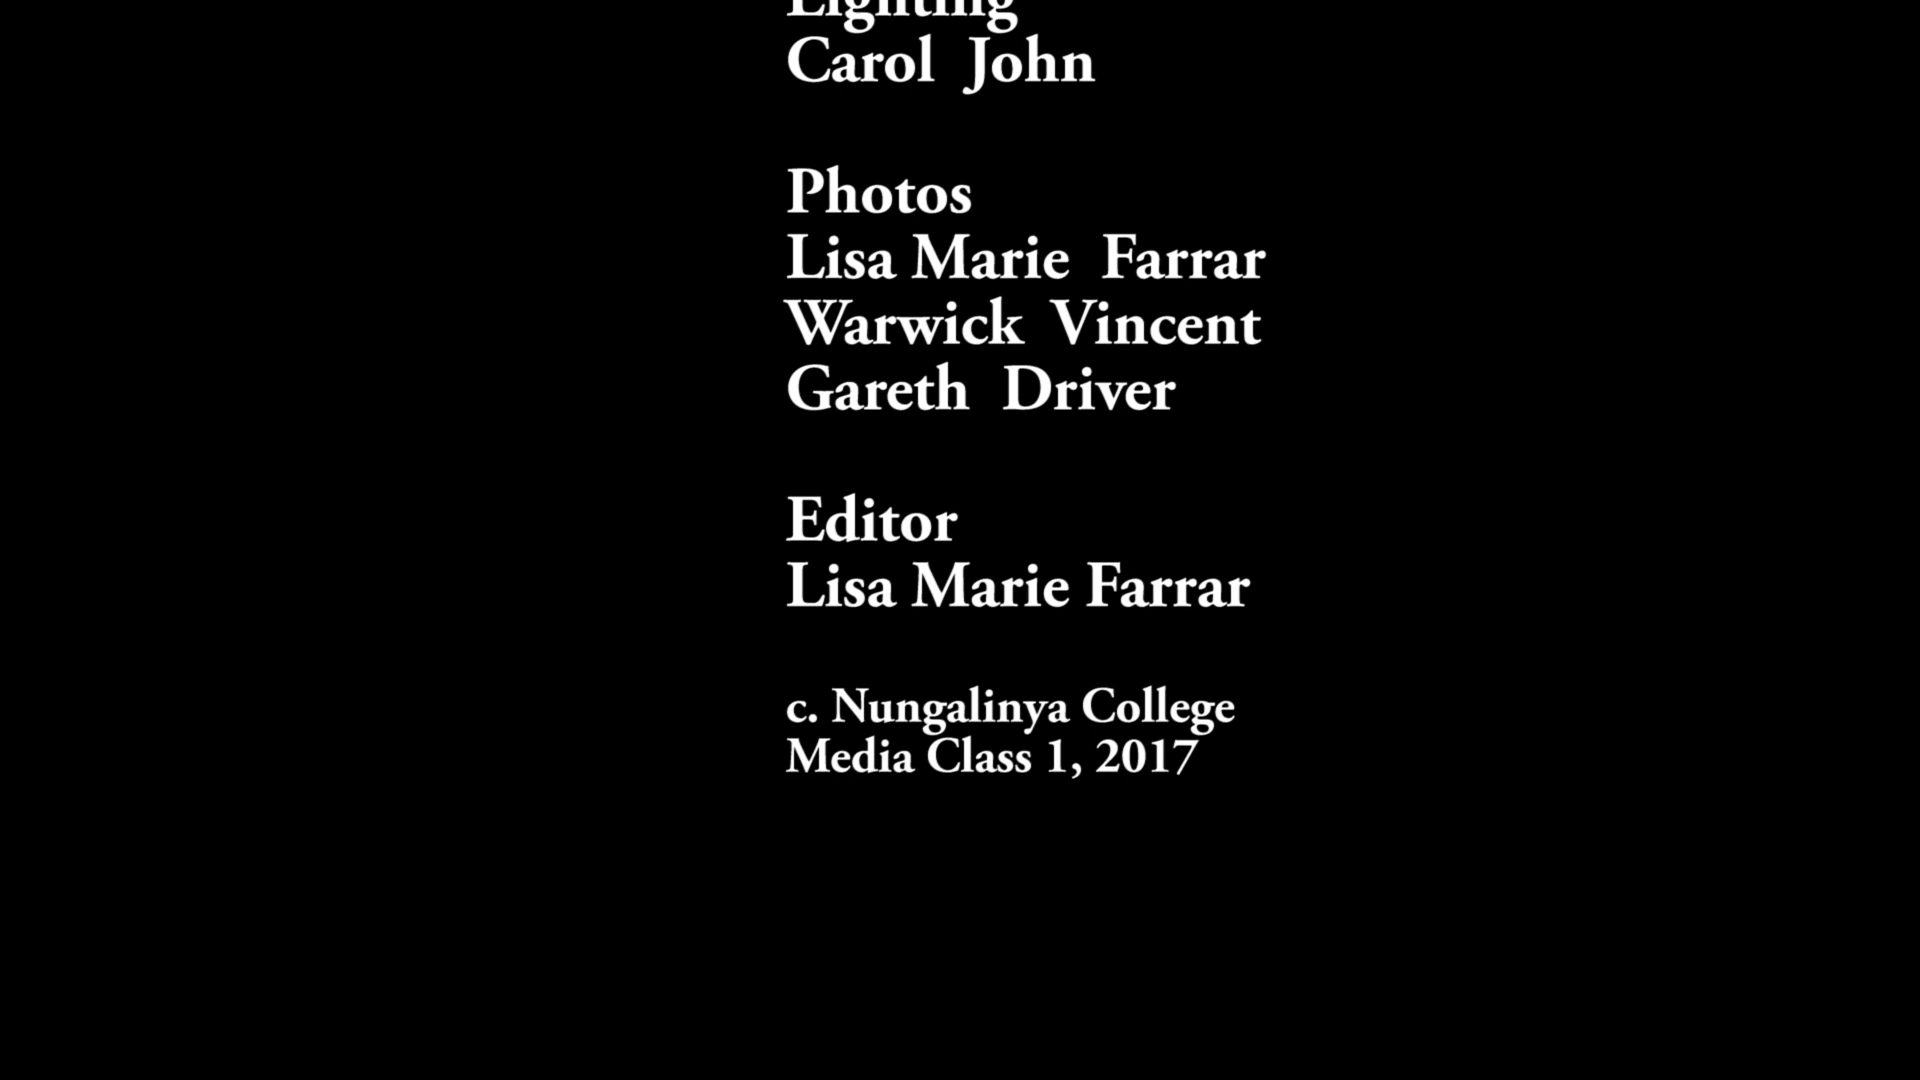 Lighting
Carol John
Photos
Lisa Marie Farrar
Warwick Vincent
Gareth Driver
Editor
Lisa Marie Farrar
c. Nungalinya College
Media Class 1, 2017